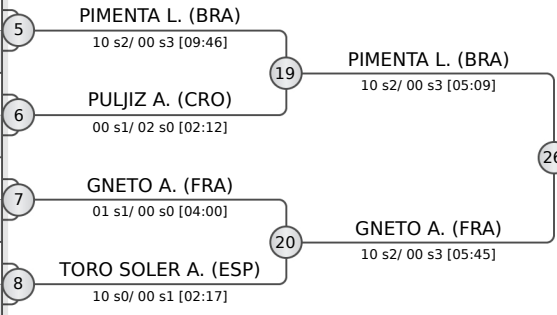 PIMENTA L. (BRA)
5
10 s2/ 00 s3 [09:46]
19
PIMENTA L. (BRA)
10 s2/ 00 s3 [05:09]
PULJIZ A. (CRO)
6
00 s1/ 02 s0 [02:12]
26
GNETO A. (FRA)
7
01 s1/ 00 s0 [04:00]
20
GNETO A. (FRA)
10 s2/ 00 s3 [05:45]
TORO SOLER A. (ESP)
8
10 s0/ 00 s1 [02:17]